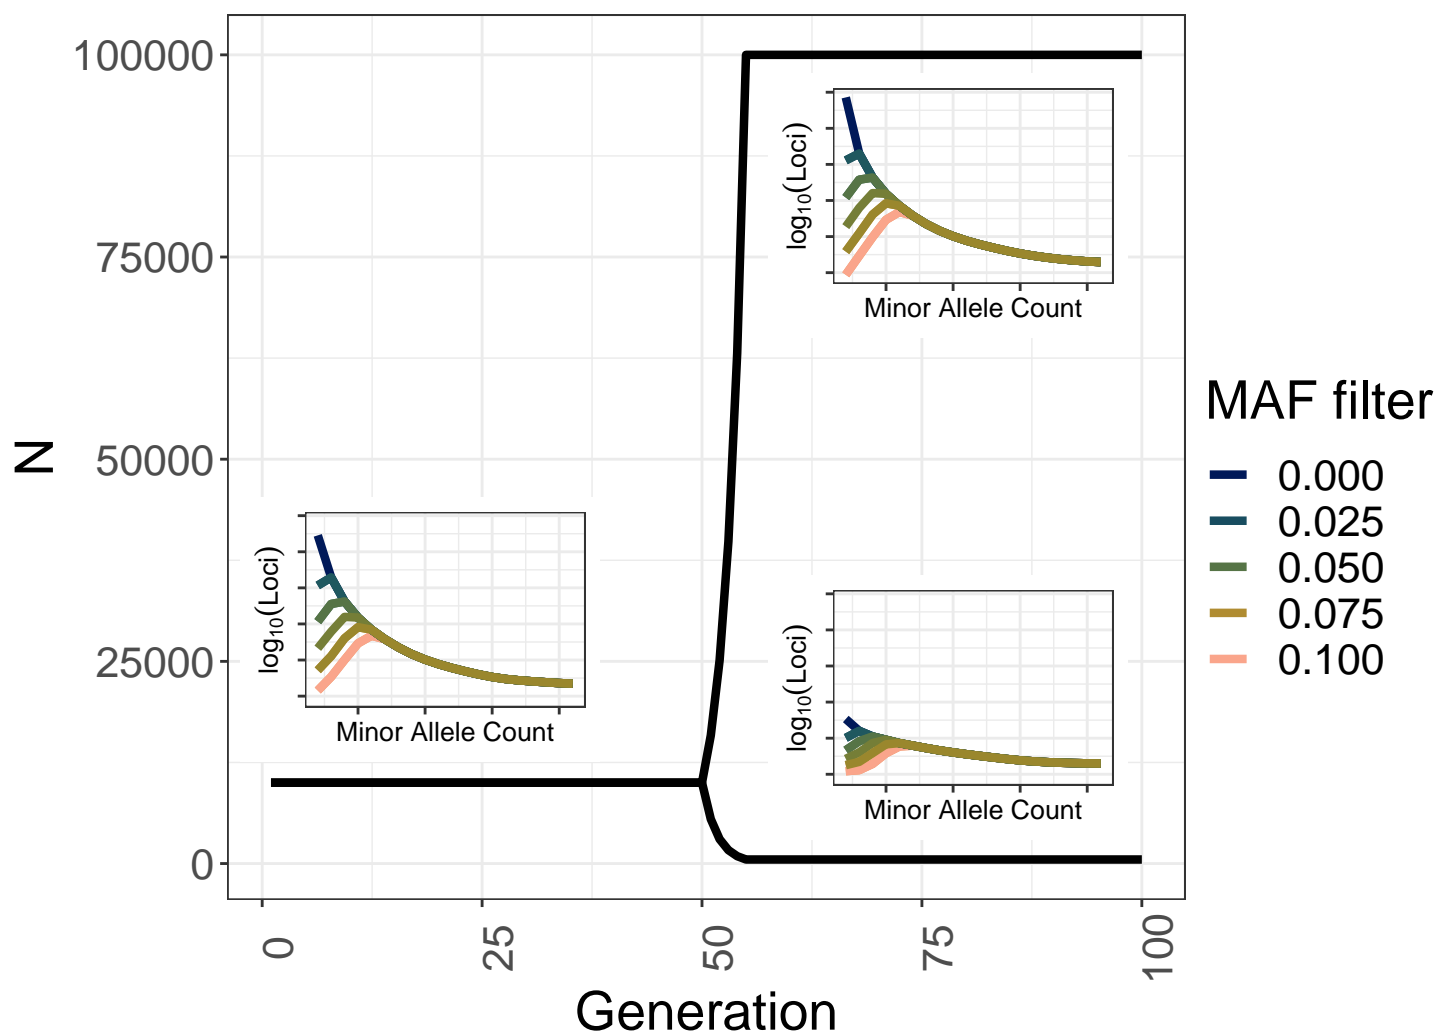 100000
75000
50000
25000
0
N
log10(Loci)
Minor Allele Count
log10(Loci)
Minor Allele Count
log10(Loci)
Minor Allele Count
0
25
50
75
100
Generation
MAF filter
0.000
0.025
0.050
0.075
0.100